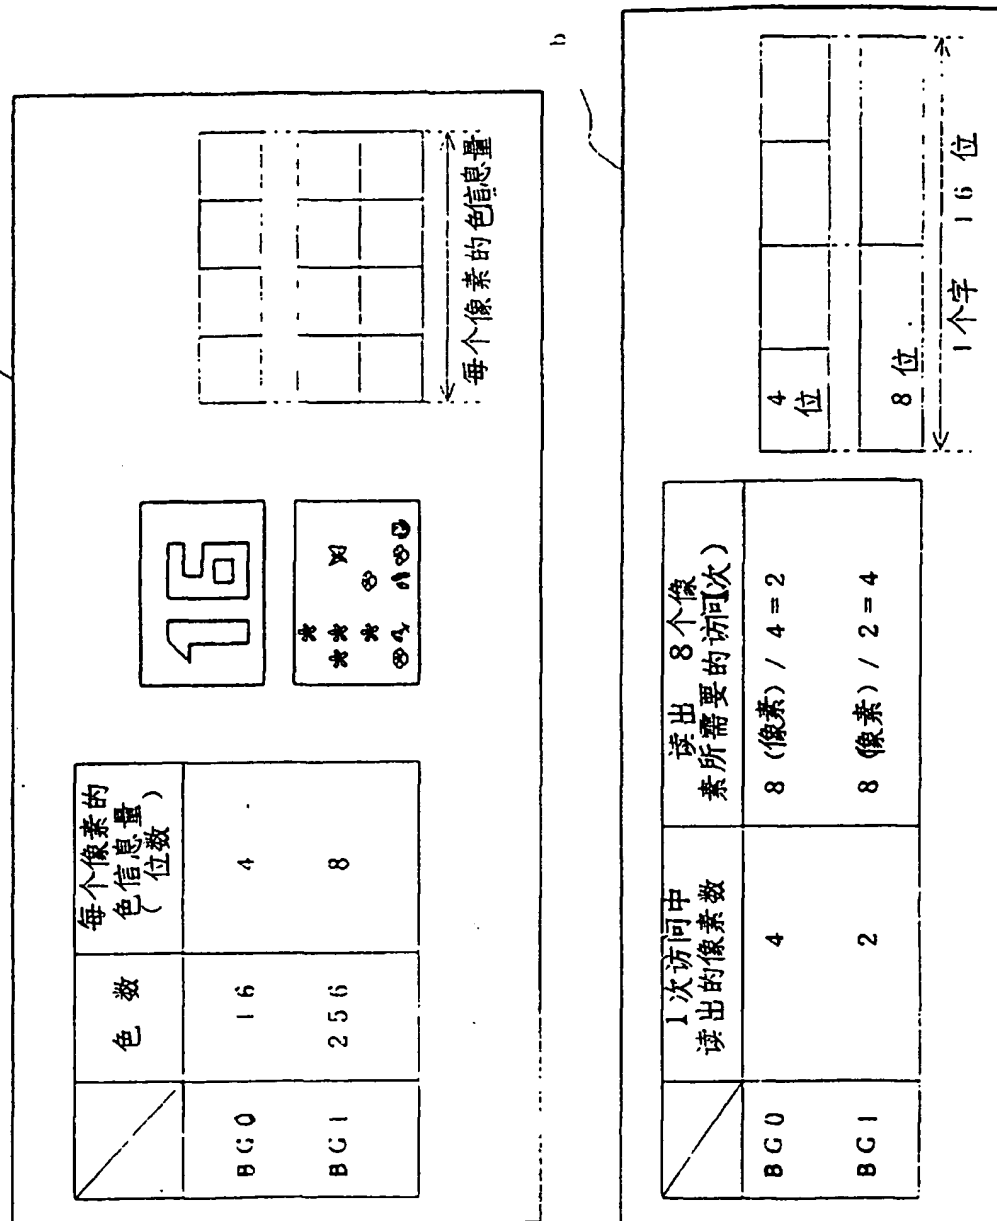 色 数
每个像素的
色信息量
( 位数 )
BG0
16
4
BG1
256
8
16
每个像素的色信息量
b
1次访问中
读出的像素数
读出 8个像
素所需要的访问(次)
BG0
4
8 (像素) / 4 = 2
BG1
2
8 (像素) / 2 = 4
4
位
8 位
1个字 16 位